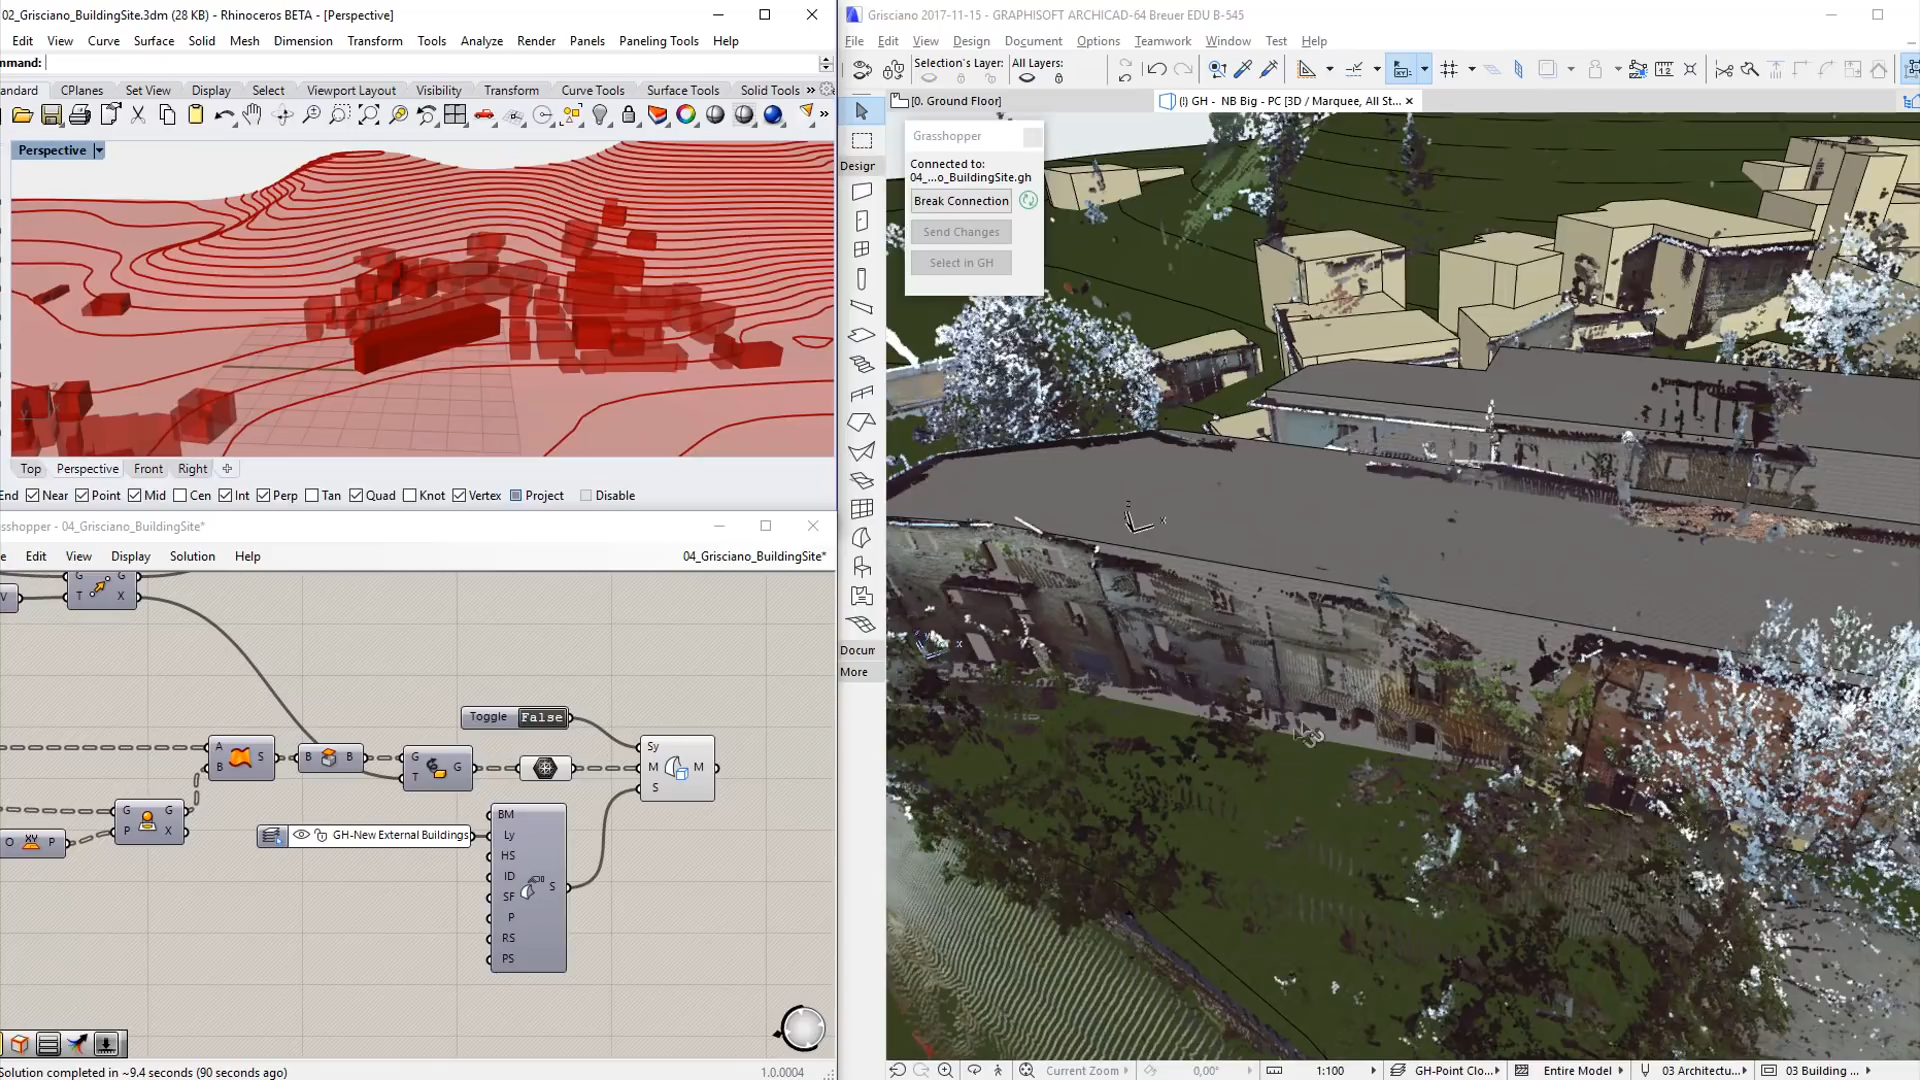 02_Grisciano_BuildingSite.3dm (28 KB) - Rhinoceros BETA - [Perspective]
Edit View Curve Surface Solid Mesh Dimension Transform Tools Analyze Render Panels Paneling Tools Help
mmand:
andard CPlanes Set View Display Select Viewport Layout Visibility Transform Curve Tools Surface Tools Solid Tools »
»
Perspective
Top Perspective Front Right
End Near Point Mid Cen Int Perp Tan Quad Knot Vertex Project Disable
sshopper - 04_Grisciano_BuildingSite*
e Edit View Display Solution Help 04_Grisciano_BuildingSite*
G G
V T X
Toggle False
A B S
B B
G T G
Sy M S M
G P G X
O XY P
GH-New External Buildings
BM
Ly
HS
ID
SF S
P
RS
PS
Solution completed in ~9.4 seconds (90 seconds ago) 1.0.0004
Grisciano 2017-11-15 - GRAPHISOFT ARCHICAD-64 Breuer EDU B-545
File Edit View Design Document Options Teamwork Window Test Help
Selection's Layer: All Layers:
[0. Ground Floor] (!) GH - NB Big - PC [3D / Marquee, All St...
Grasshopper
Connected to:
04_...o_BuildingSite.gh
Break Connection
Send Changes
Select in GH
Desigr
Docum
More
z x
x
Current Zoom 0,00° 1:100 GH-Point Clo... Entire Model 03 Architectu... 03 Building ...